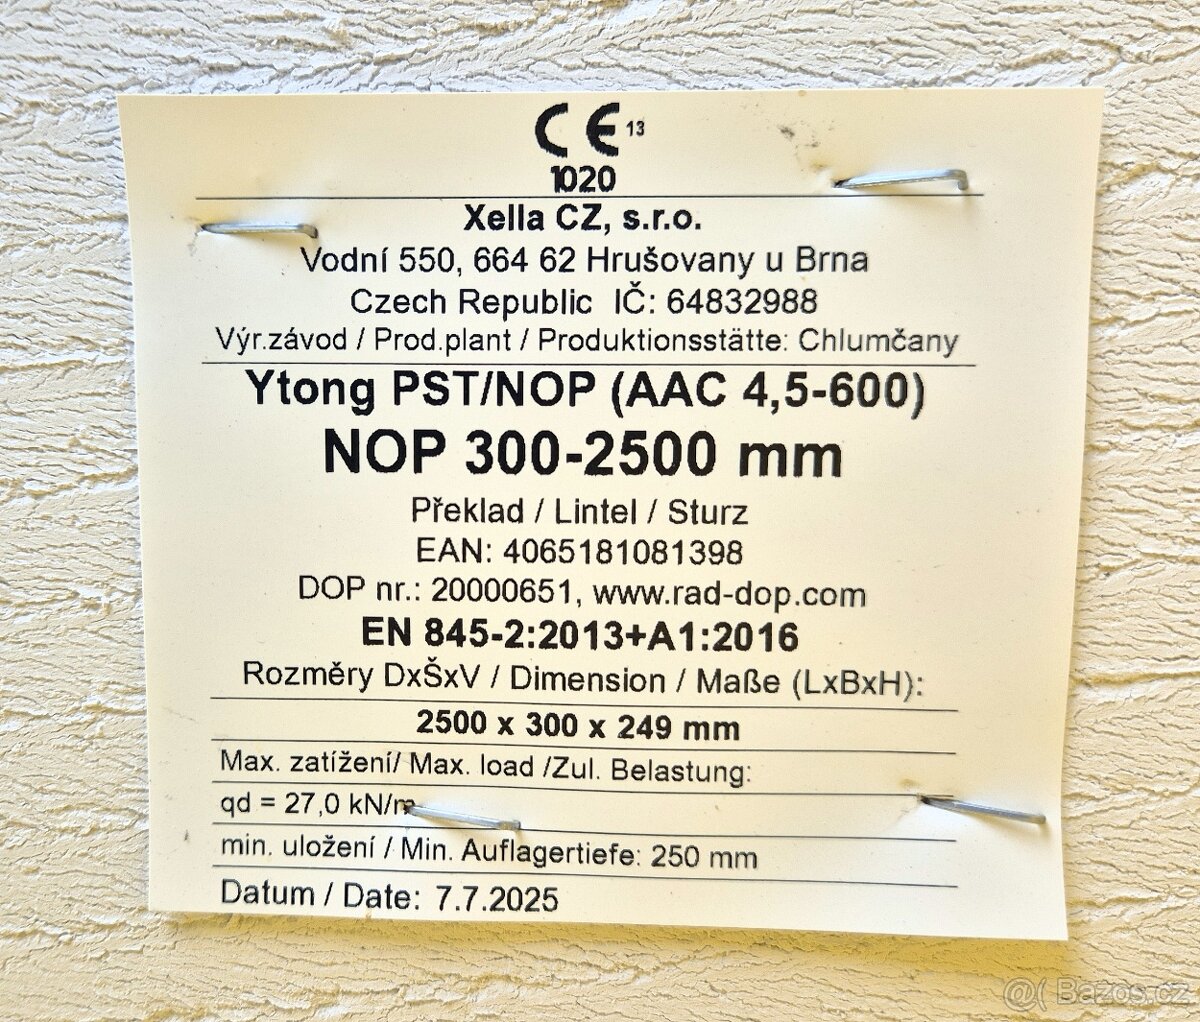 CE 13
1020
Xella CZ, s.r.o.
Vodní 550, 664 62 Hrušovany u Brna
Czech Republic IČ: 64832988
Výr.závod / Prod.plant / Produktionsstätte: Chlumčany
Ytong PST/NOP (AAC 4,5-600)
NOP 300-2500 mm
Překlad / Lintel / Sturz
EAN: 4065181081398
DOP nr.: 20000651, www.rad-dop.com
EN 845-2:2013+A1:2016
Rozměry DxŠxV / Dimension / Maße (LxBxH):
2500 x 300 x 249 mm
Max. zatížení/ Max. load /Zul. Belastung:
qd = 27,0 kN/m
min. uložení / Min. Auflagertiefe: 250 mm
Datum / Date: 7.7.2025
@( Bazos.cz